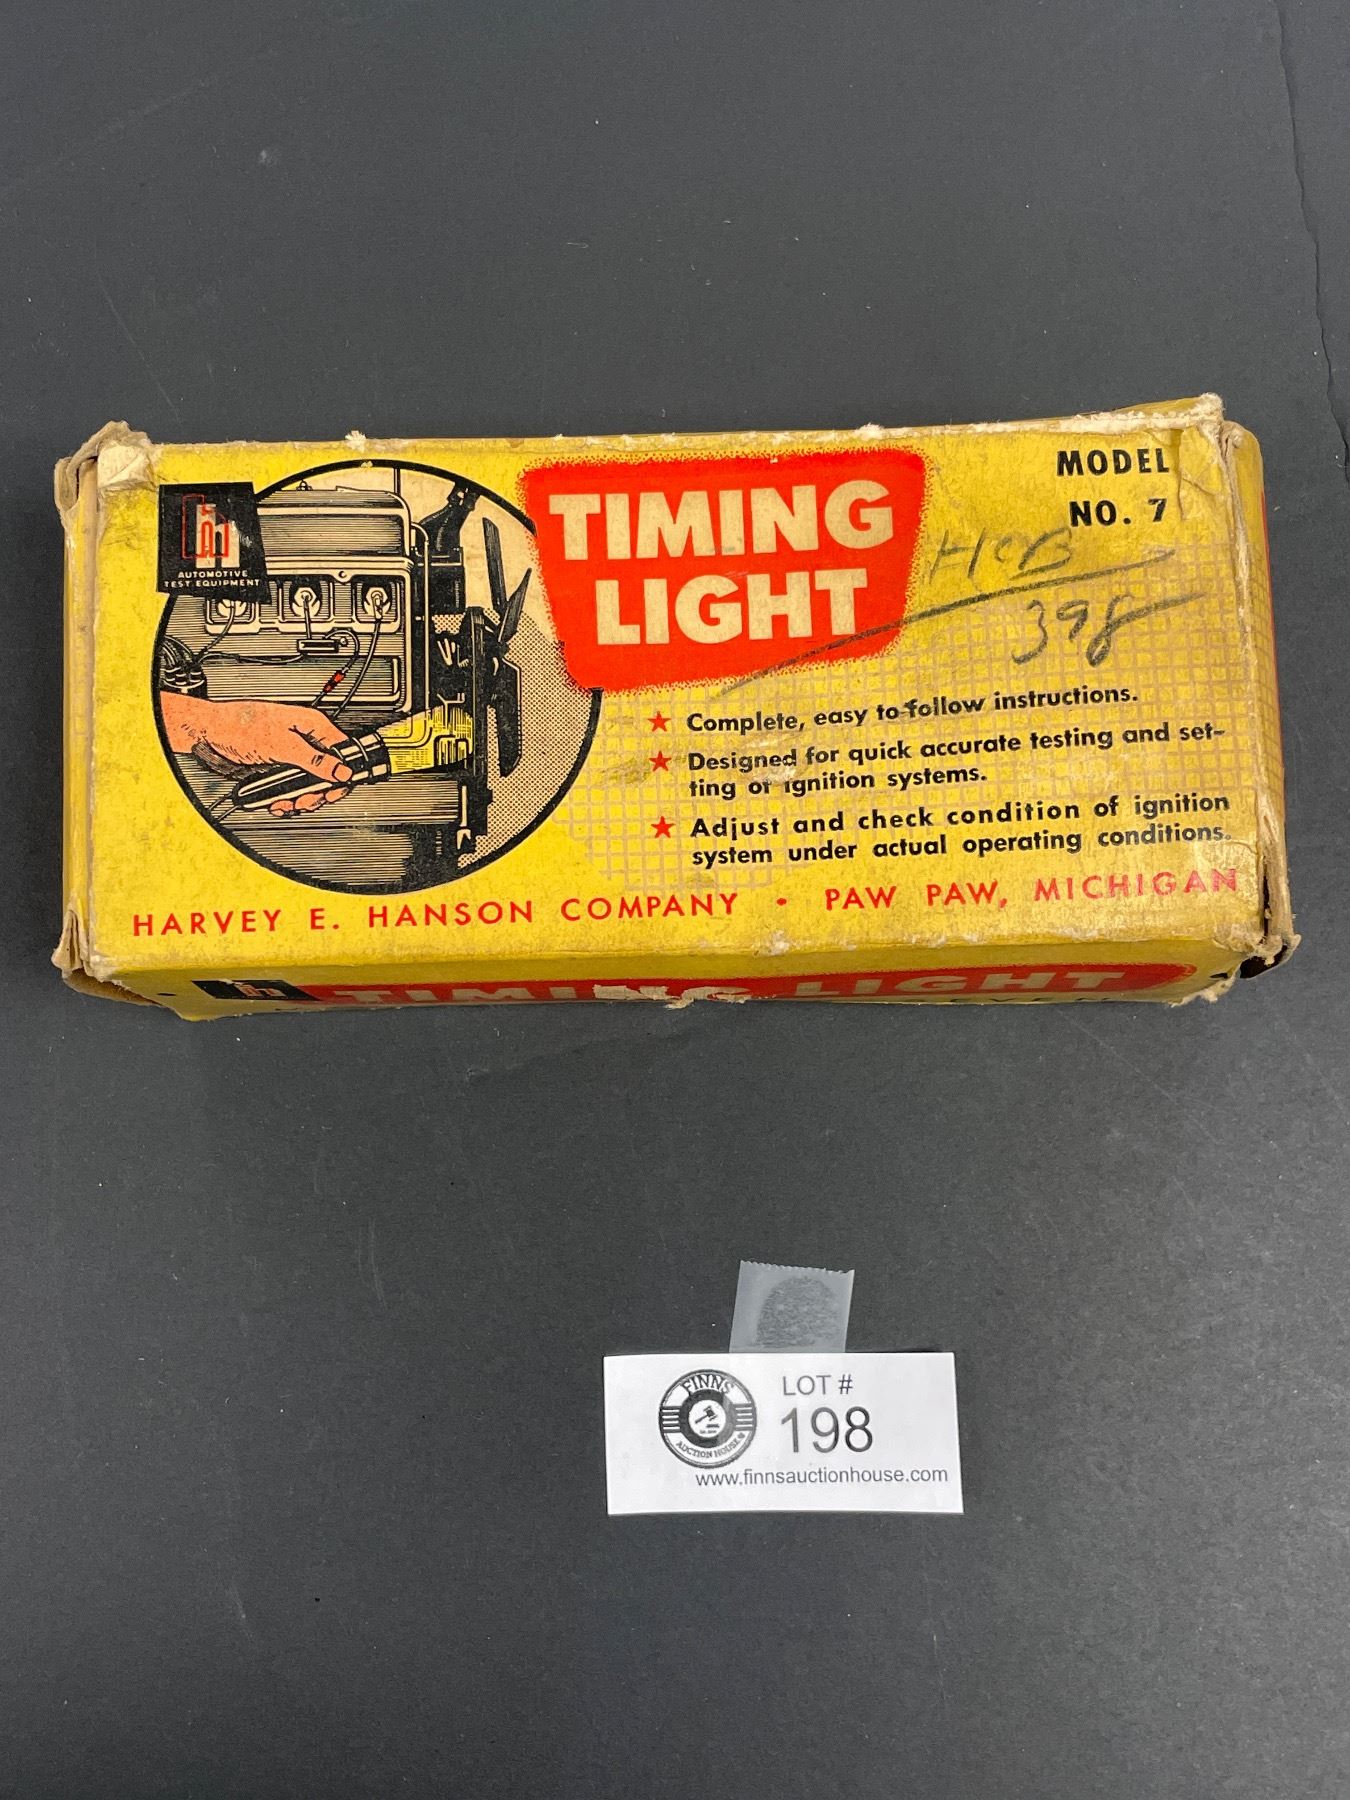 AUTOMOTIVE
TEST EQUIPMENT
TIMING
LIGHT
MODEL
NO. 7
398
★ Complete, easy to follow instructions.
★ Designed for quick accurate testing and set-
ting of ignition systems.
★ Adjust and check condition of ignition
system under actual operating conditions.
HARVEY E. HANSON COMPANY • PAW PAW, MICHIGAN
TIMING LIGHT
FINNS
AUCTION HOUSE
LOT #
198
www.finnsauctionhouse.com